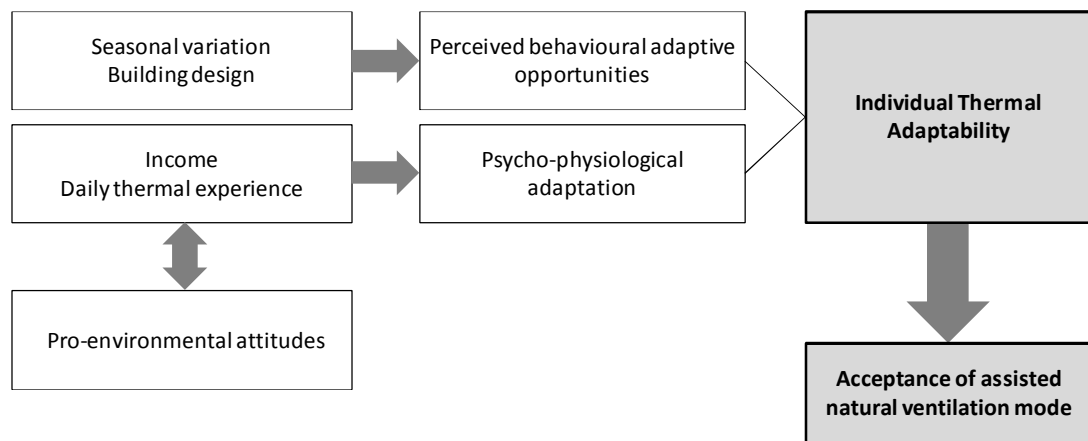 Seasonal variation
Building design
Perceived behavioural adaptive
opportunities
Individual Thermal
Adaptability
Income
Daily thermal experience
Psycho-physiological
adaptation
Pro-environmental attitudes
Acceptance of assisted
natural ventilation mode